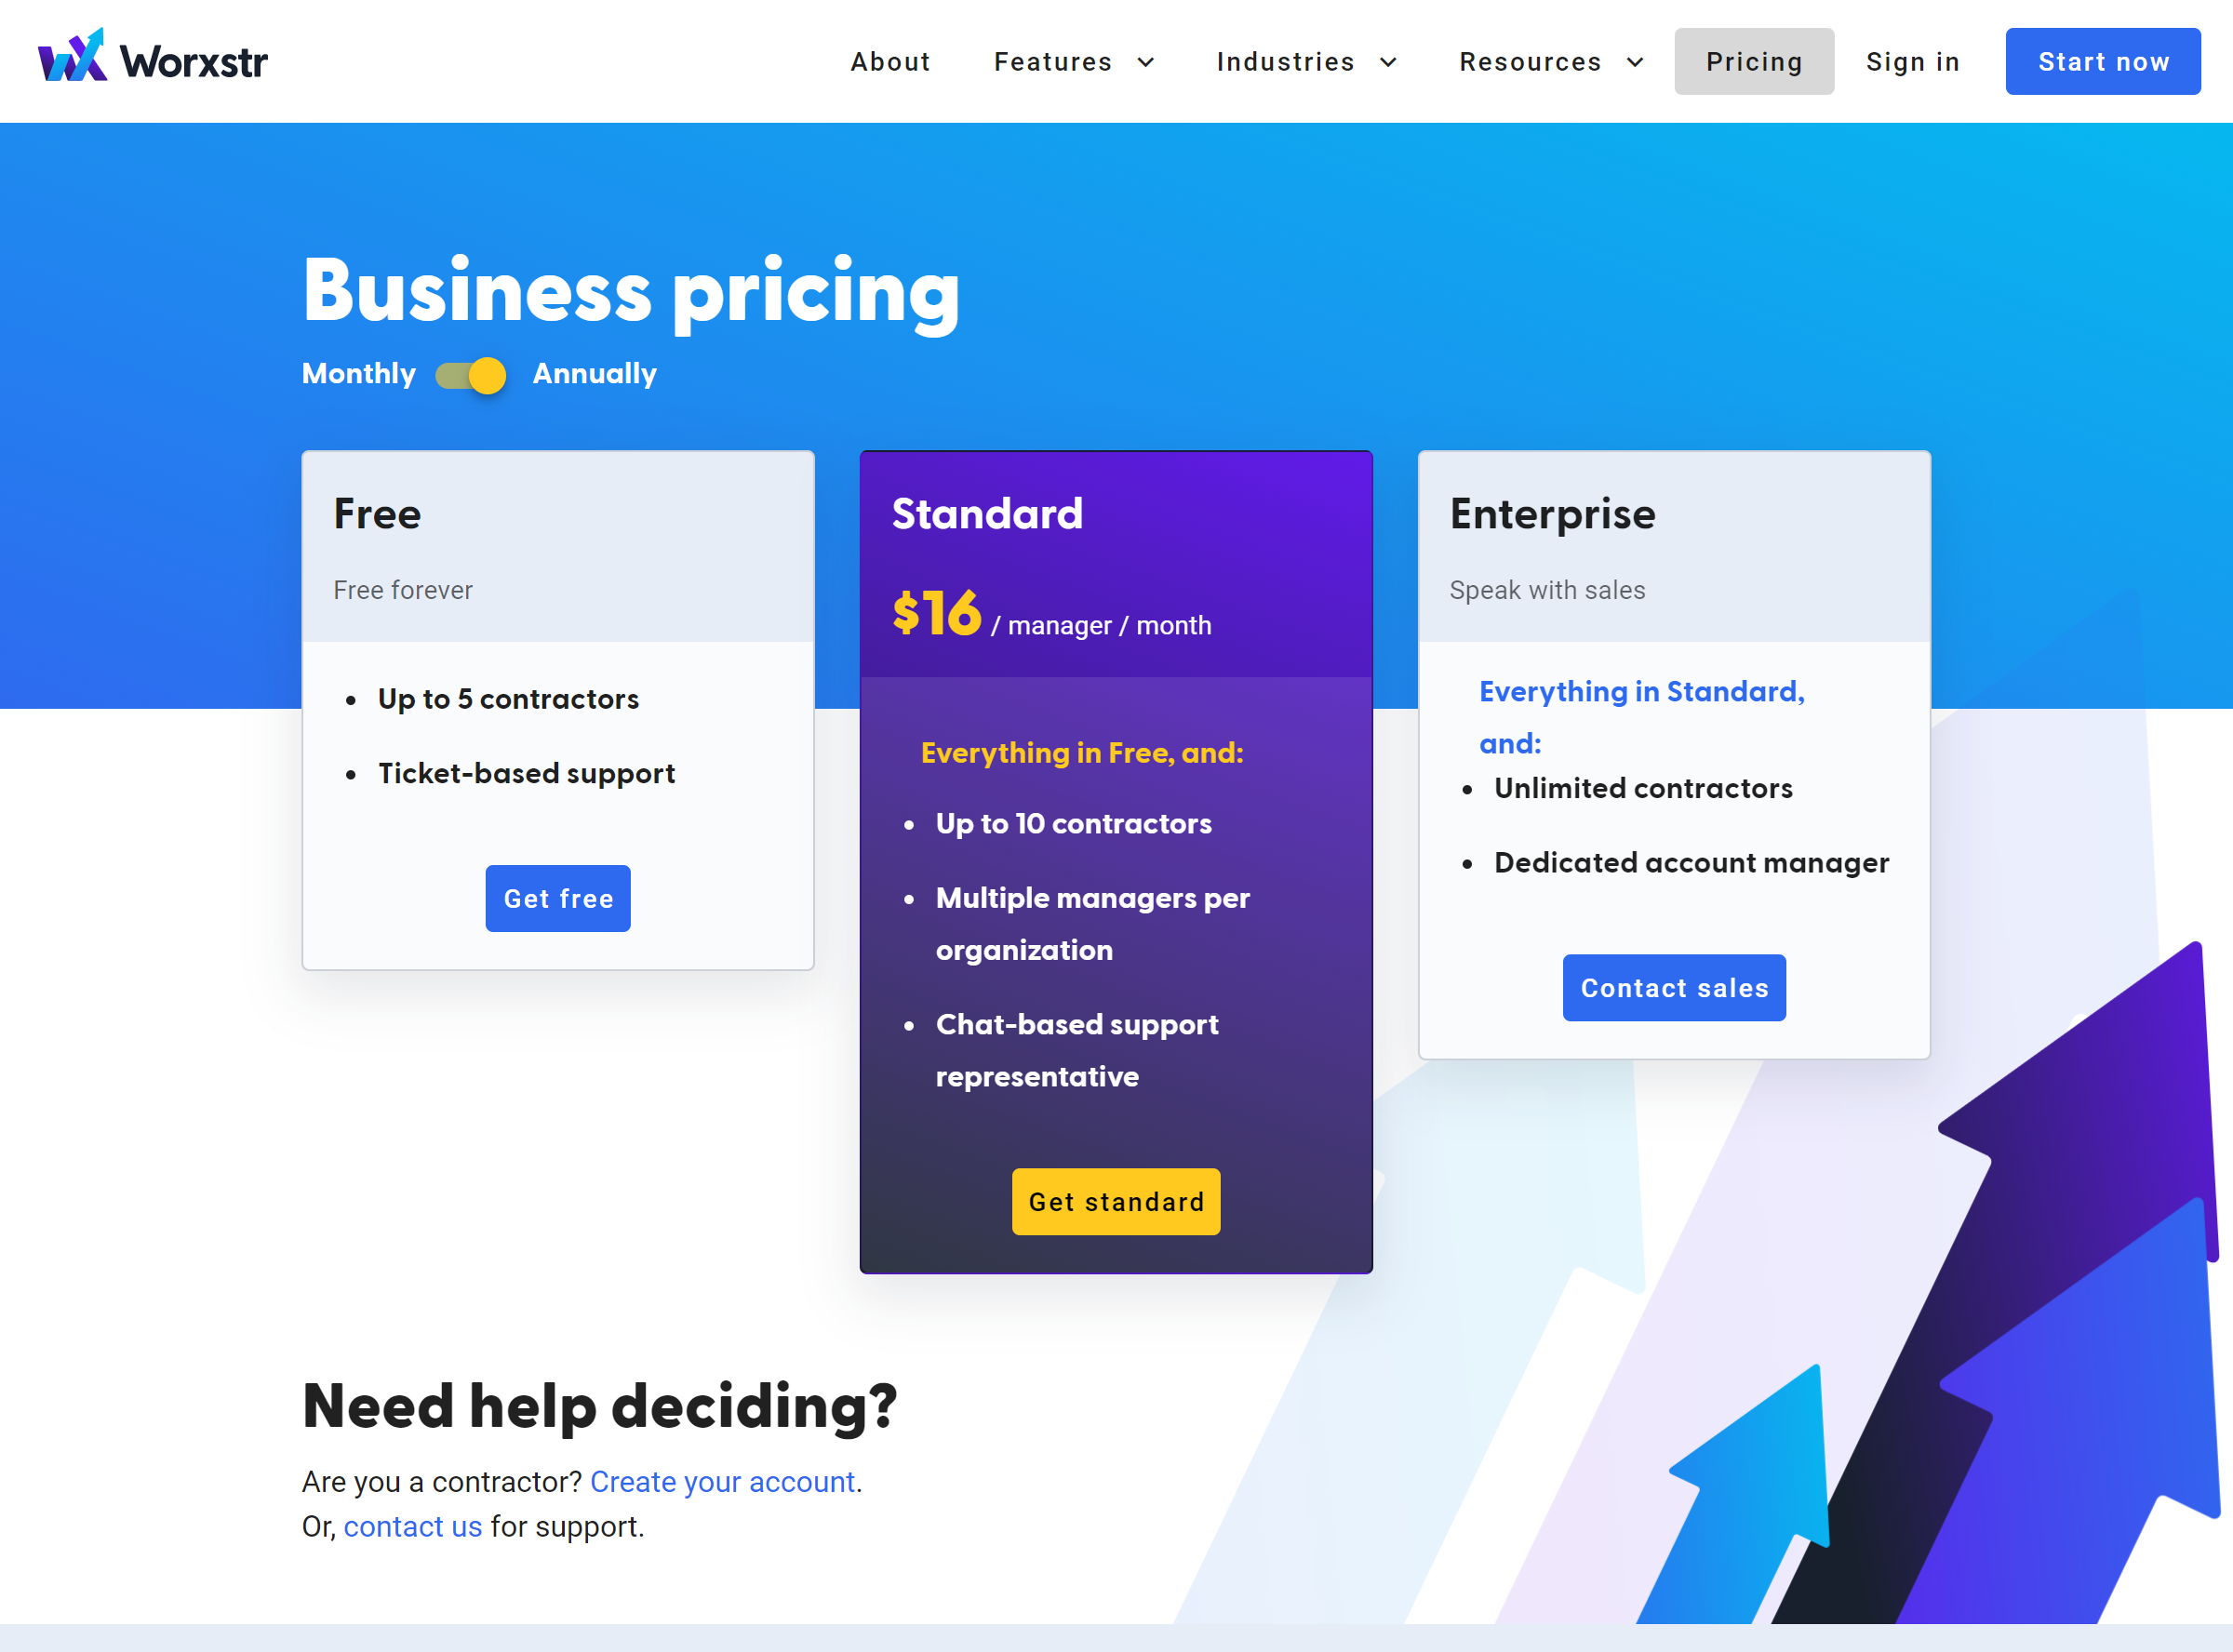 Worxstr
About
Features
Industries
Resources
Pricing
Sign in
Start now
Business pricing
Monthly
Annually
Free
Free forever
Up to 5 contractors
Ticket-based support
Get free
Standard
$16 / manager / month
Everything in Free, and:
Up to 10 contractors
Multiple managers per
organization
Chat-based support
representative
Get standard
Enterprise
Speak with sales
Everything in Standard,
and:
Unlimited contractors
Dedicated account manager
Contact sales
Need help deciding?
Are you a contractor? Create your account.
Or, contact us for support.